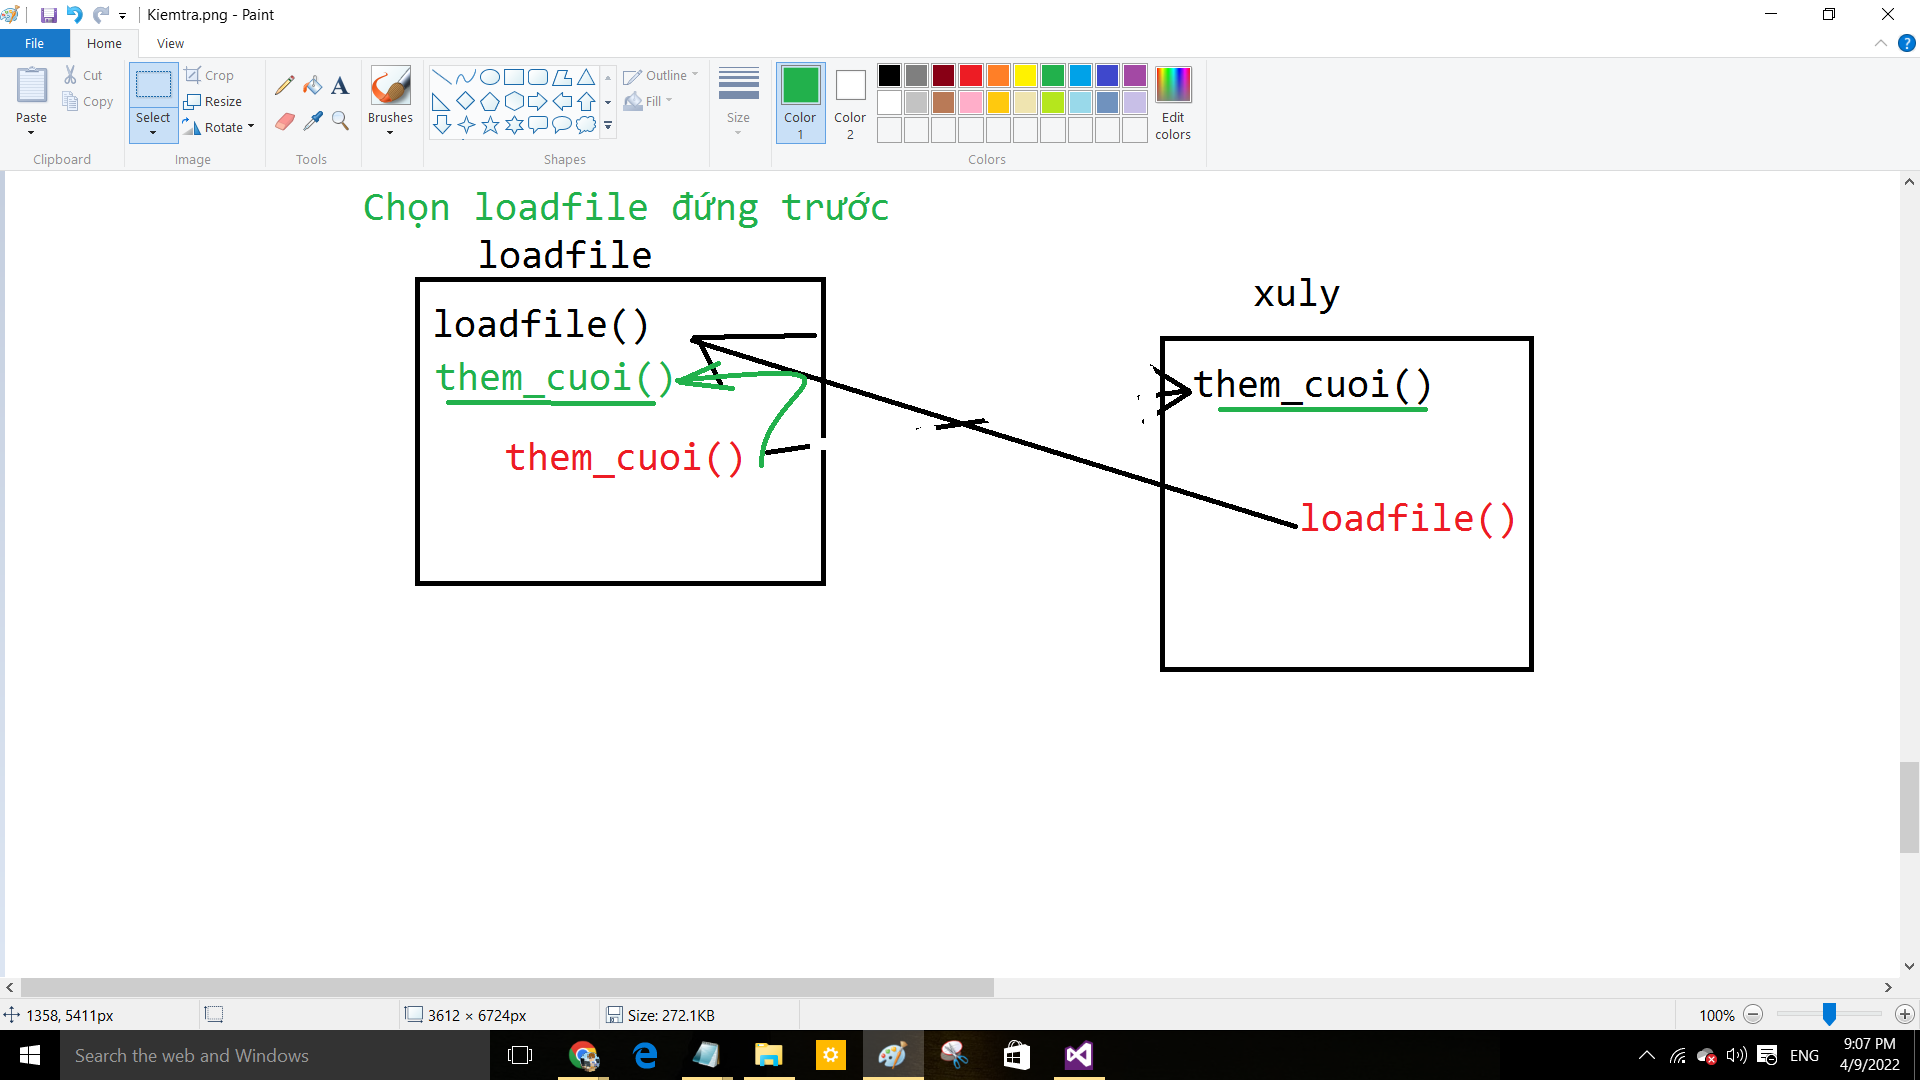 Kiemtra.png - Paint
File Home View
Paste
Cut
Copy
Clipboard
Select
Crop
Resize
Rotate
Image
A
Tools
Brushes
Outline
Fill
Shapes
Size
Color
1
Color
2
Edit
colors
Colors
Chọn loadfile đứng trước
loadfile
loadfile()
them_cuoi()
them_cuoi()
xuly
them_cuoi()
loadfile()
1358, 5411px
3612 × 6724px
Size: 272.1KB
100%
Search the web and Windows
ENG
9:07 PM
4/9/2022